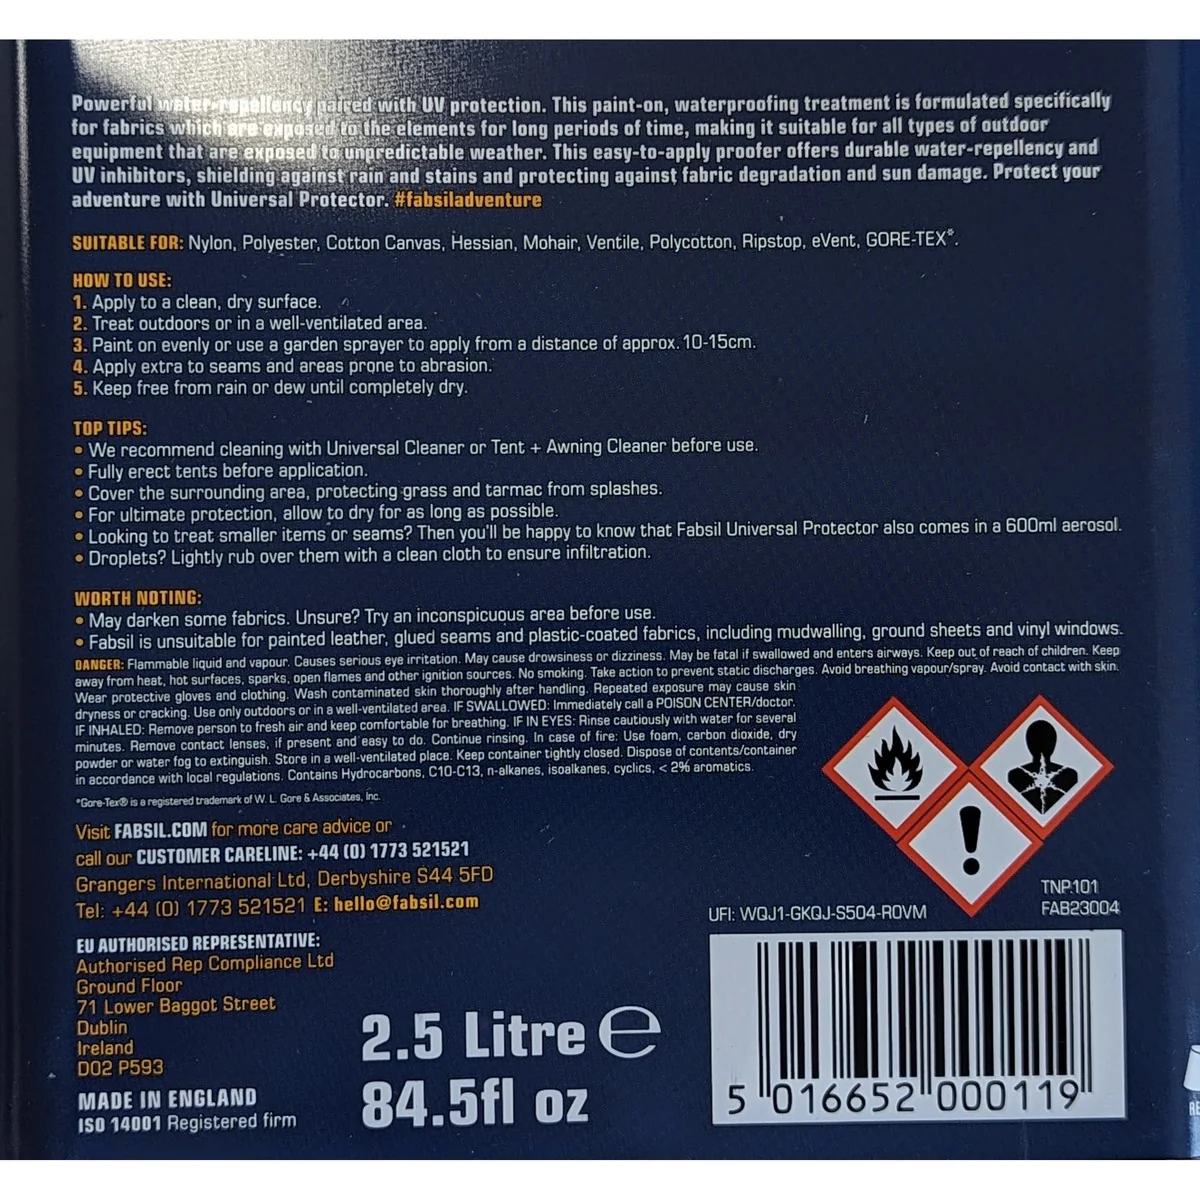 Powerful water-repellency paired with UV protection. This paint-on, waterproofing treatment is formulated specifically
for fabrics which are exposed to the elements for long periods of time, making it suitable for all types of outdoor
equipment that are exposed to unpredictable weather. This easy-to-apply proofer offers durable water-repellency and
UV inhibitors, shielding against rain and stains and protecting against fabric degradation and sun damage. Protect your
adventure with Universal Protector. #fabsiladventure
SUITABLE FOR: Nylon, Polyester, Cotton Canvas, Hessian, Mohair, Ventile, Polycotton, Ripstop, eVent, GORE-TEX*.
HOW TO USE:
1. Apply to a clean, dry surface.
2. Treat outdoors or in a well-ventilated area.
3. Paint on evenly or use a garden sprayer to apply from a distance of approx. 10-15cm.
4. Apply extra to seams and areas prone to abrasion.
5. Keep free from rain or dew until completely dry.
TOP TIPS:
• We recommend cleaning with Universal Cleaner or Tent + Awning Cleaner before use.
• Fully erect tents before application.
• Cover the surrounding area, protecting grass and tarmac from splashes.
• For ultimate protection, allow to dry for as long as possible.
• Looking to treat smaller items or seams? Then you'll be happy to know that Fabsil Universal Protector also comes in a 600ml aerosol.
• Droplets? Lightly rub over them with a clean cloth to ensure infiltration.
WORTH NOTING:
• May darken some fabrics. Unsure? Try an inconspicuous area before use.
• Fabsil is unsuitable for painted leather, glued seams and plastic-coated fabrics, including mudwalling, ground sheets and vinyl windows.
DANGER: Flammable liquid and vapour. Causes serious eye irritation. May cause drowsiness or dizziness. May be fatal if swallowed and enters airways. Keep out of reach of children. Keep
away from heat, hot surfaces, sparks, open flames and other ignition sources. No smoking. Take action to prevent static discharges. Avoid breathing vapour/spray. Avoid contact with skin.
Wear protective gloves and clothing. Wash contaminated skin thoroughly after handling. Repeated exposure may cause skin
dryness or cracking. Use only outdoors or in a well-ventilated area. IF SWALLOWED: Immediately call a POISON CENTER/doctor.
IF INHALED: Remove person to fresh air and keep comfortable for breathing. IF IN EYES: Rinse cautiously with water for several
minutes. Remove contact lenses, if present and easy to do. Continue rinsing. In case of fire: Use foam, carbon dioxide, dry
powder or water fog to extinguish. Store in a well-ventilated place. Keep container tightly closed. Dispose of contents/container
in accordance with local regulations. Contains Hydrocarbons, C10-C13, n-alkanes, isoalkanes, cyclics, < 2% aromatics.
*Gore-Tex® is a registered trademark of W. L. Gore & Associates, Inc.
Visit FABSIL.COM for more care advice or
call our CUSTOMER CARELINE: +44 (0) 1773 521521
Grangers International Ltd, Derbyshire S44 5FD
Tel: +44 (0) 1773 521521 E: hello@fabsil.com
EU AUTHORISED REPRESENTATIVE:
Authorised Rep Compliance Ltd
Ground Floor
71 Lower Baggot Street
Dublin
Ireland
D02 P593
MADE IN ENGLAND
ISO 14001 Registered firm
2.5 Litre e
84.5fl oz
TNP.101
FAB23004
UFI: WQJ1-GKQJ-S504-R0VM
5 016652 000119
RE